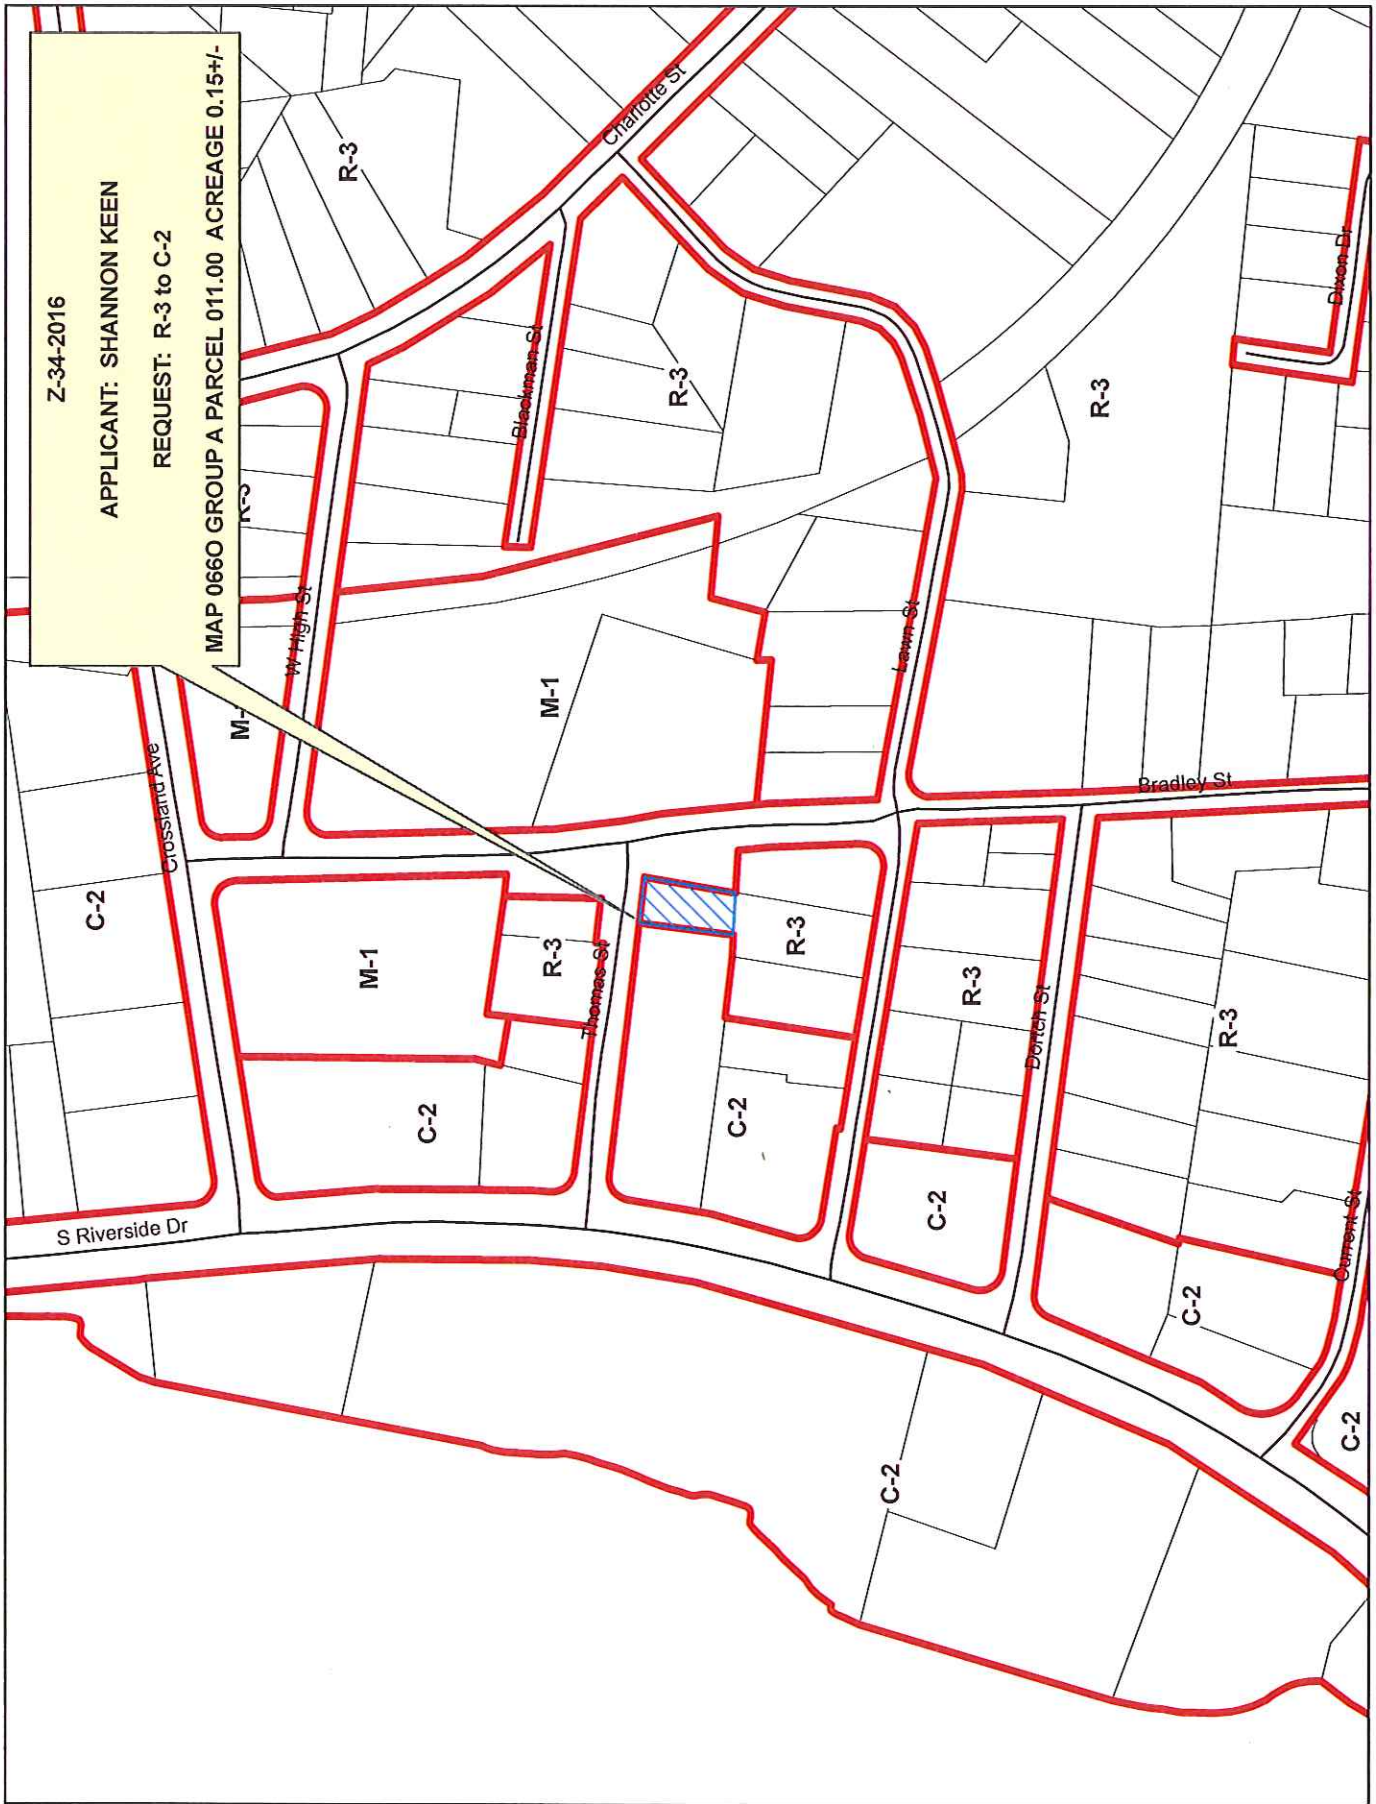 Z-34-2016
APPLICANT: SHANNON KEEN
REQUEST: R-3 to C-2
MAP 066O GROUP A PARCEL 011.00 ACREAGE 0.15+/-
R-3
Charlotte St
R-3
Blackman St
R-3
W High St
M-1
M-1
Crossland Ave
C-2
M-1
R-3
Thomas St
R-3
Lawn St
R-3
Dixon Dr
Bradley St
R-3
Dortch St
R-3
C-2
C-2
C-2
S Riverside Dr
C-2
Current St
C-2
C-2